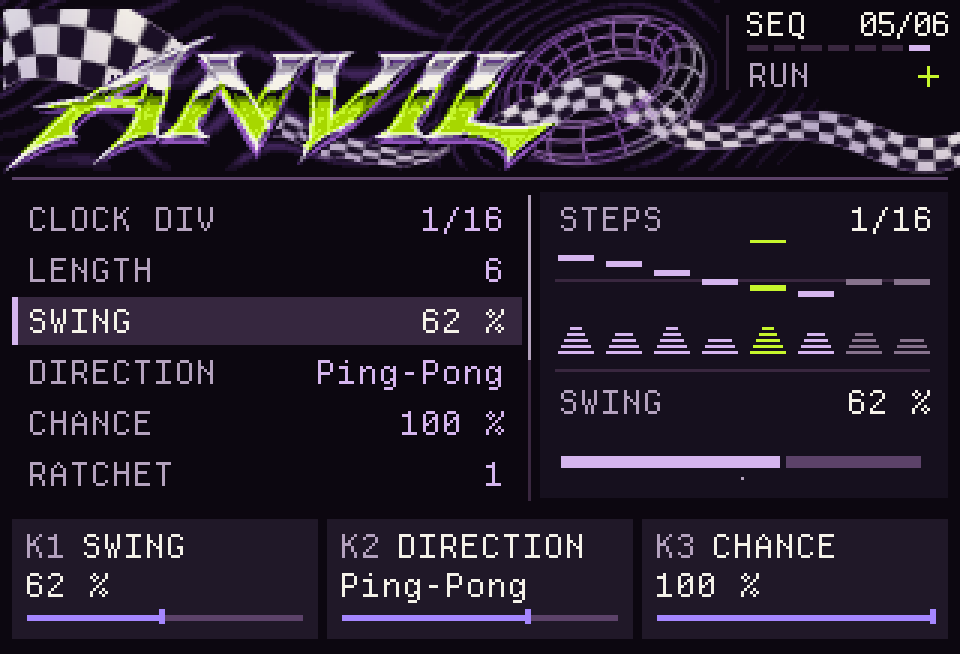 ANVIL
SEQ 05/06
RUN +
CLOCK DIV 1/16
LENGTH 6
SWING 62 %
DIRECTION Ping-Pong
CHANCE 100 %
RATCHET 1
STEPS 1/16
SWING 62 %
K1 SWING
62 %
K2 DIRECTION
Ping-Pong
K3 CHANCE
100 %